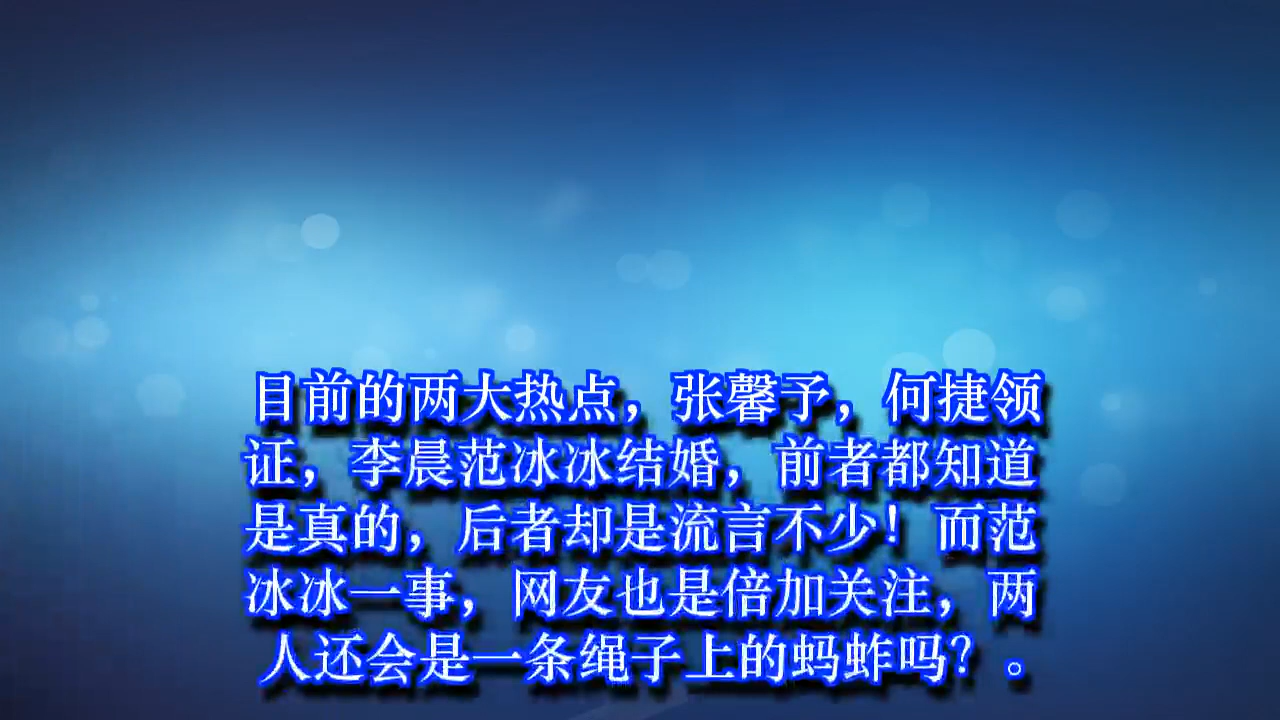 目前的两大热点，张馨予，何捷领
证，李晨范冰冰结婚，前者都知道
是真的，后者却是流言不少！而范
冰冰一事，网友也是倍加关注，两
人还会是一条绳子上的蚂蚱吗？。